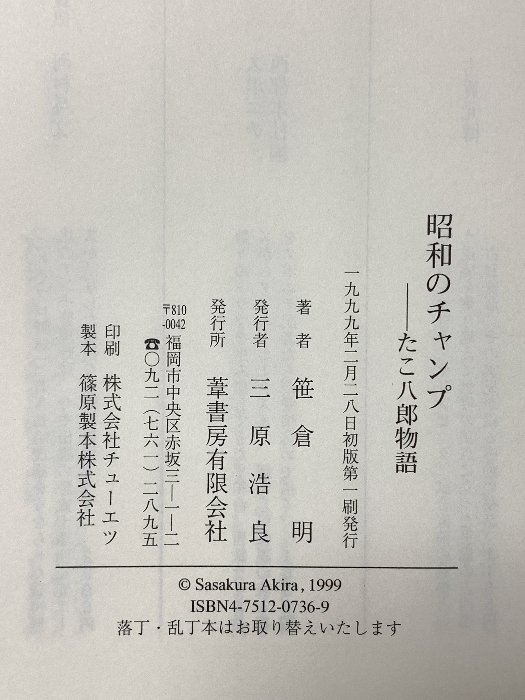 昭和のチャンプ
——たこ八郎物語
一九九九年二月二八日初版第一刷発行
著者 笹倉 明
発行者 三原浩良
発行所 葦書房有限会社
〒810-0042 福岡市中央区赤坂三—一—二
☎〇九二(七六一)二八九五
印刷 株式会社チューエツ
製本 篠原製本株式会社
© Sasakura Akira, 1999
ISBN4-7512-0736-9
落丁・乱丁本はお取り替えいたします